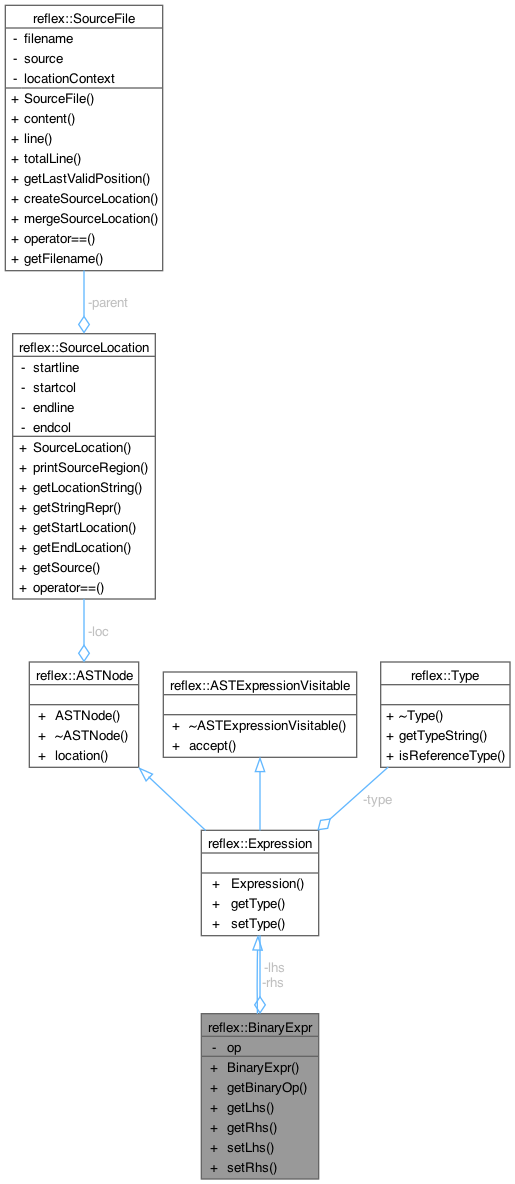 reflex::SourceFile
- filename
- source
- locationContext
+ SourceFile()
+ content()
+ line()
+ totalLine()
+ getLastValidPosition()
+ createSourceLocation()
+ mergeSourceLocation()
+ operator==()
+ getFilename()
-parent
reflex::SourceLocation
- startline
- startcol
- endline
- endcol
+ SourceLocation()
+ printSourceRegion()
+ getLocationString()
+ getStringRepr()
+ getStartLocation()
+ getEndLocation()
+ getSource()
+ operator==()
-loc
reflex::ASTNode
+ ASTNode()
+ ~ASTNode()
+ location()
reflex::ASTExpressionVisitable
+ ~ASTExpressionVisitable()
+ accept()
reflex::Type
+ ~Type()
+ getTypeString()
+ isReferenceType()
-type
reflex::Expression
+ Expression()
+ getType()
+ setType()
-lhs
-rhs
reflex::BinaryExpr
- op
+ BinaryExpr()
+ getBinaryOp()
+ getLhs()
+ getRhs()
+ setLhs()
+ setRhs()